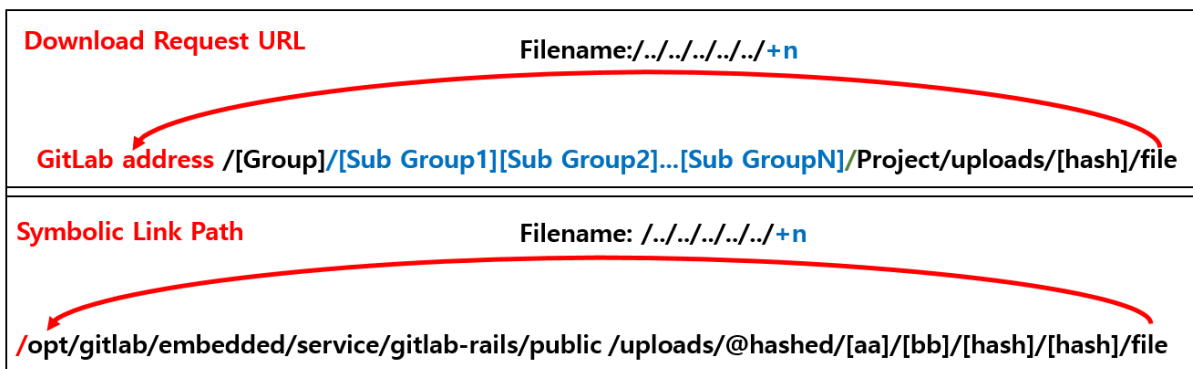 Download Request URL
Filename:/../../../../../+n
GitLab address /[Group]/[Sub Group1][Sub Group2]...[Sub GroupN]/Project/uploads/[hash]/file
Symbolic Link Path
Filename: /../../../../../+n
/opt/gitlab/embedded/service/gitlab-rails/public /uploads/@hashed/[aa]/[bb]/[hash]/[hash]/file